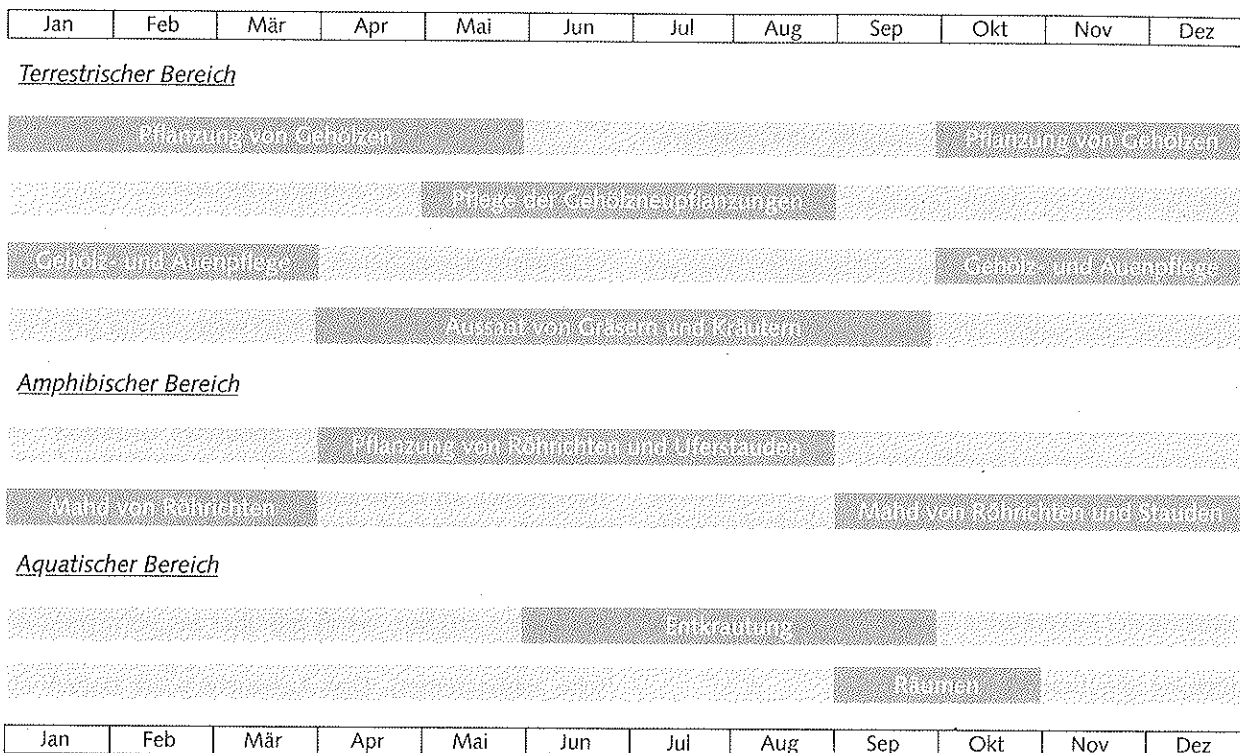 Jan Feb Mär Apr Mai Jun Jul Aug Sep Okt Nov Dez
Terrestrischer Bereich
Pflanzung von Gehölzen Pflanzung von Gehölzen
Pflege der Gehölzneupflanzungen
Gehölz- und Auenpflege Gehölz- und Auenpflege
Aussaat von Gräsern und Kräutern
Amphibischer Bereich
Pflanzung von Röhrichten und Uferstauden
Mahd von Röhrichten Mahd von Röhrichten und Stauden
Aquatischer Bereich
Entkrautung
Räumen
Jan Feb Mär Apr Mai Jun Jul Aug Sep Okt Nov Dez